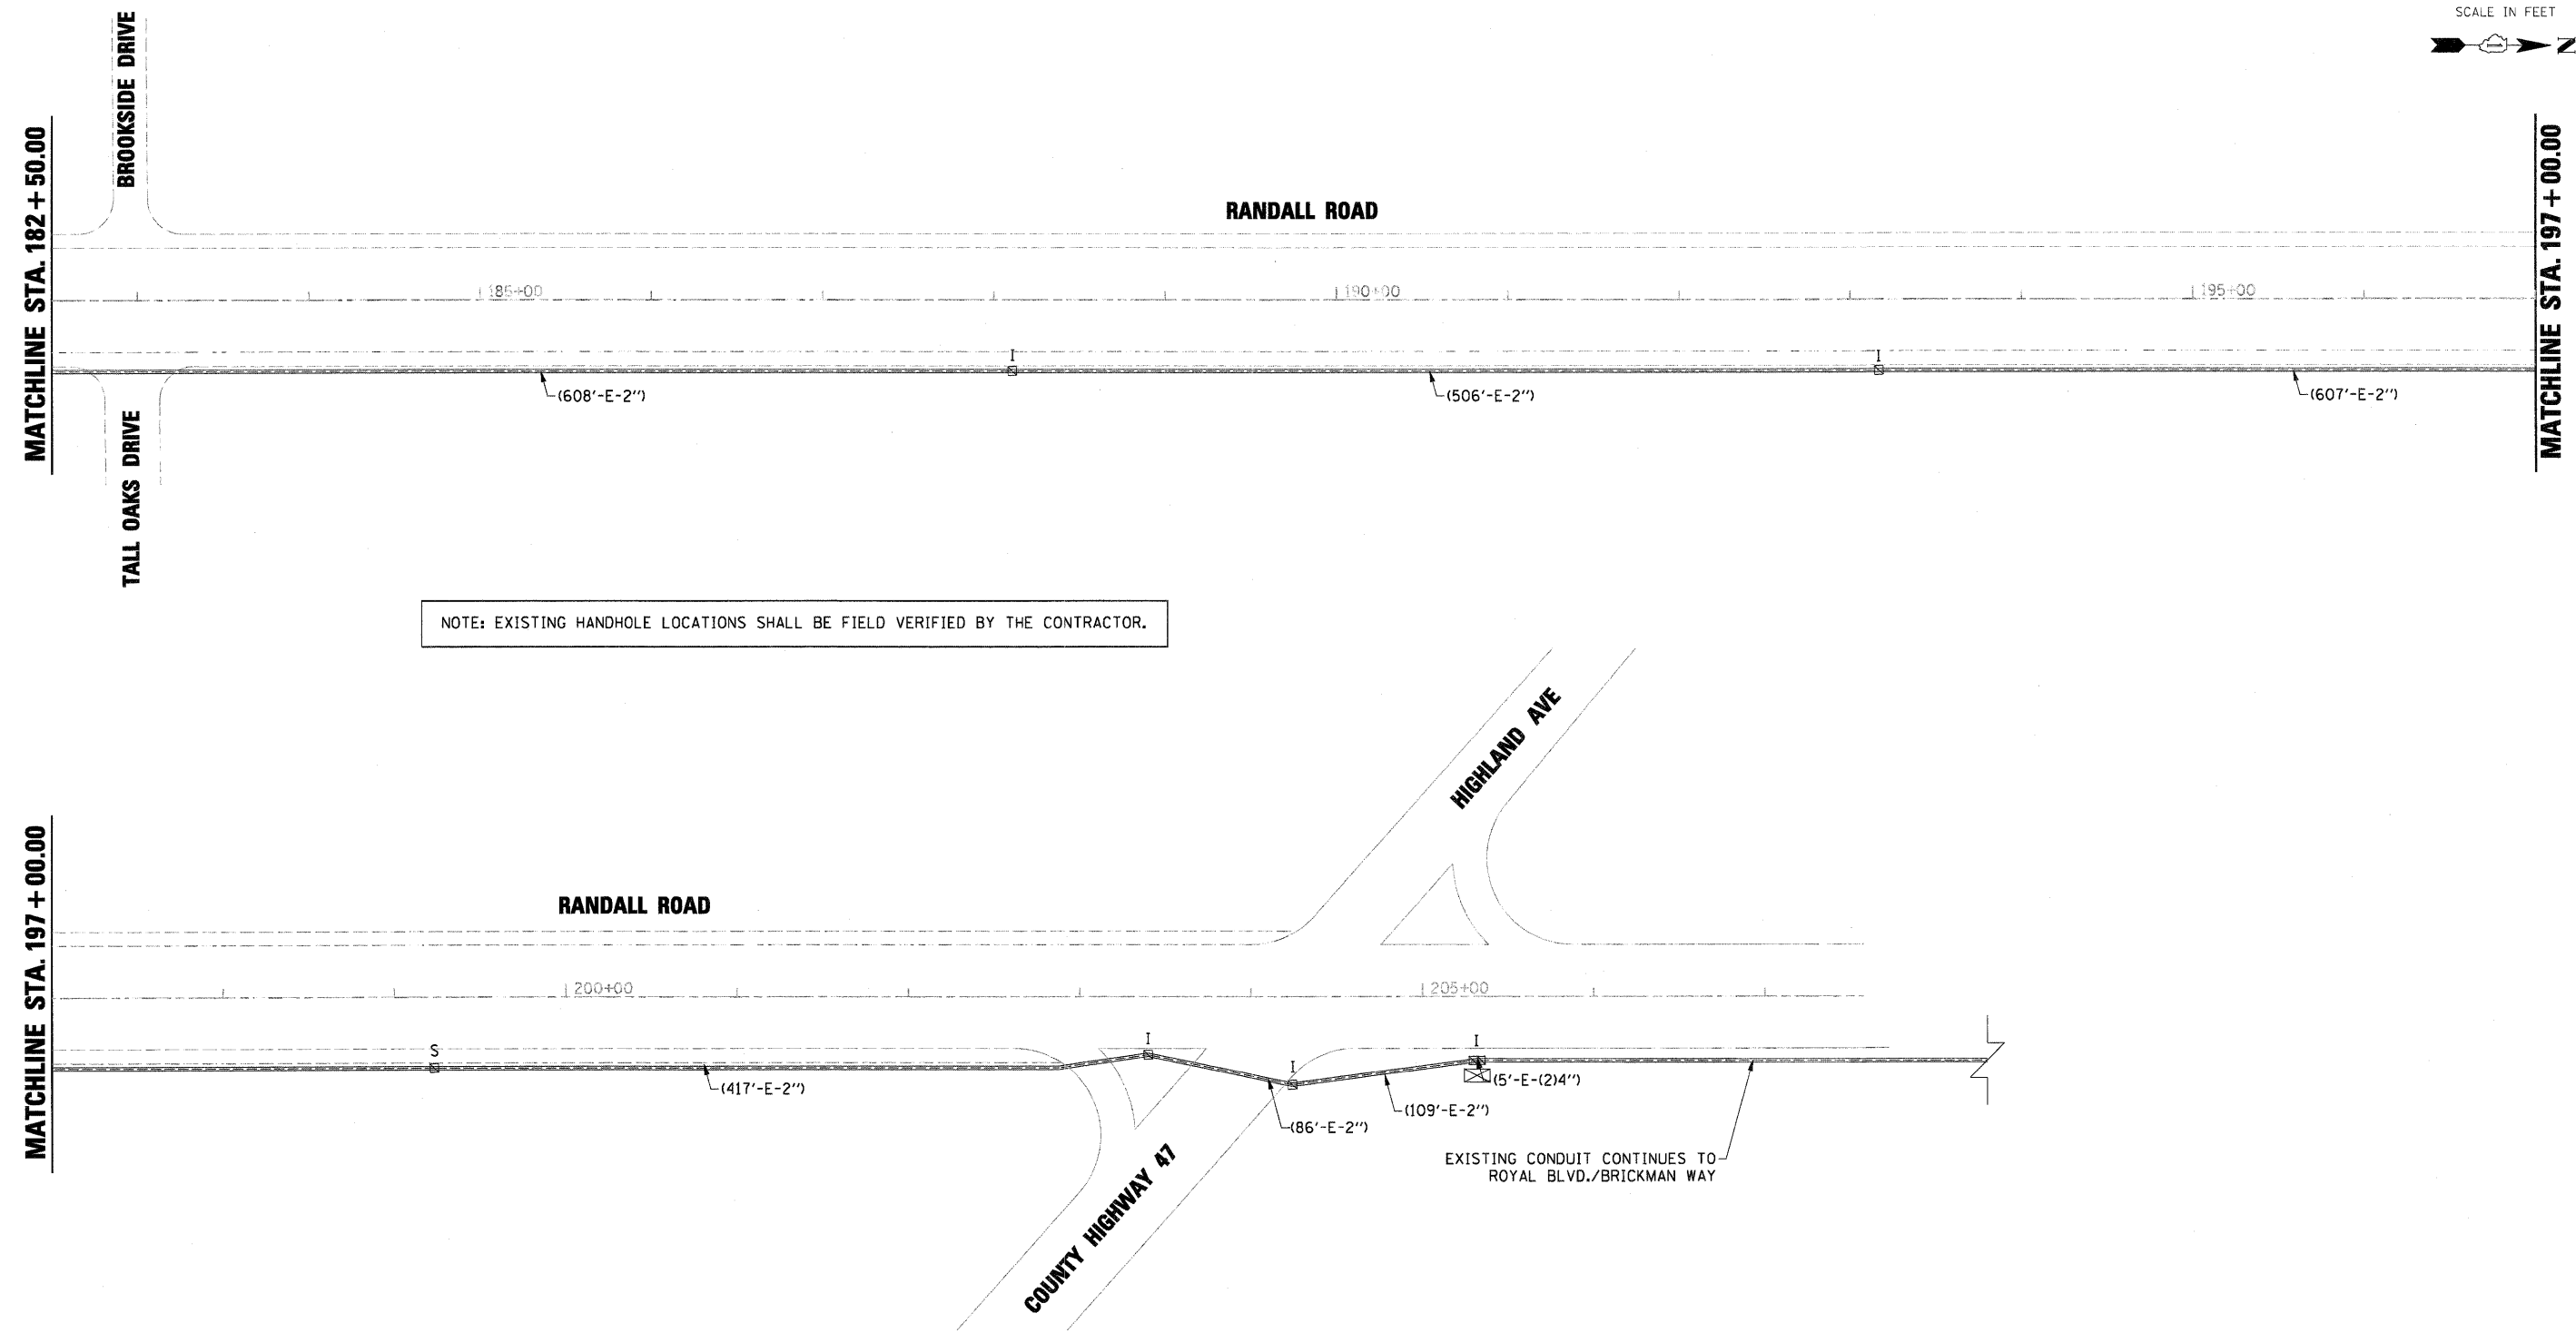 SCALE IN FEET
N
BROOKSIDE DRIVE
MATCHLINE STA. 182+50.00
MATCHLINE STA. 197+00.00
RANDALL ROAD
185+00
190+00
195+00
I
I
(608'-E-2")
(506'-E-2")
(607'-E-2")
TALL OAKS DRIVE
NOTE: EXISTING HANDHOLE LOCATIONS SHALL BE FIELD VERIFIED BY THE CONTRACTOR.
HIGHLAND AVE
MATCHLINE STA. 197+00.00
RANDALL ROAD
200+00
205+00
S
I
I
I
(417'-E-2")
(5'-E-(2)4")
(109'-E-2")
(86'-E-2")
EXISTING CONDUIT CONTINUES TO
ROYAL BLVD./BRICKMAN WAY
COUNTY HIGHWAY 47